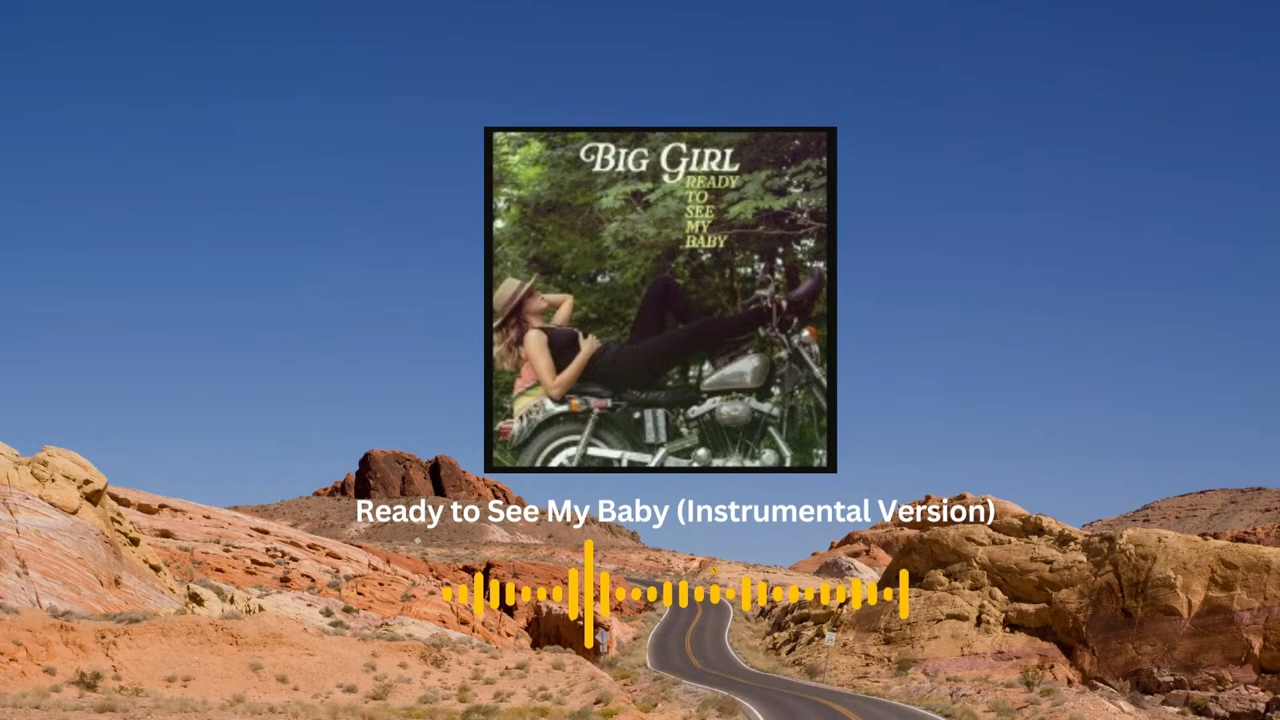 BIG GIRL
READY
TO
SEE
MY
BABY
Ready to See My Baby (Instrumental Version)